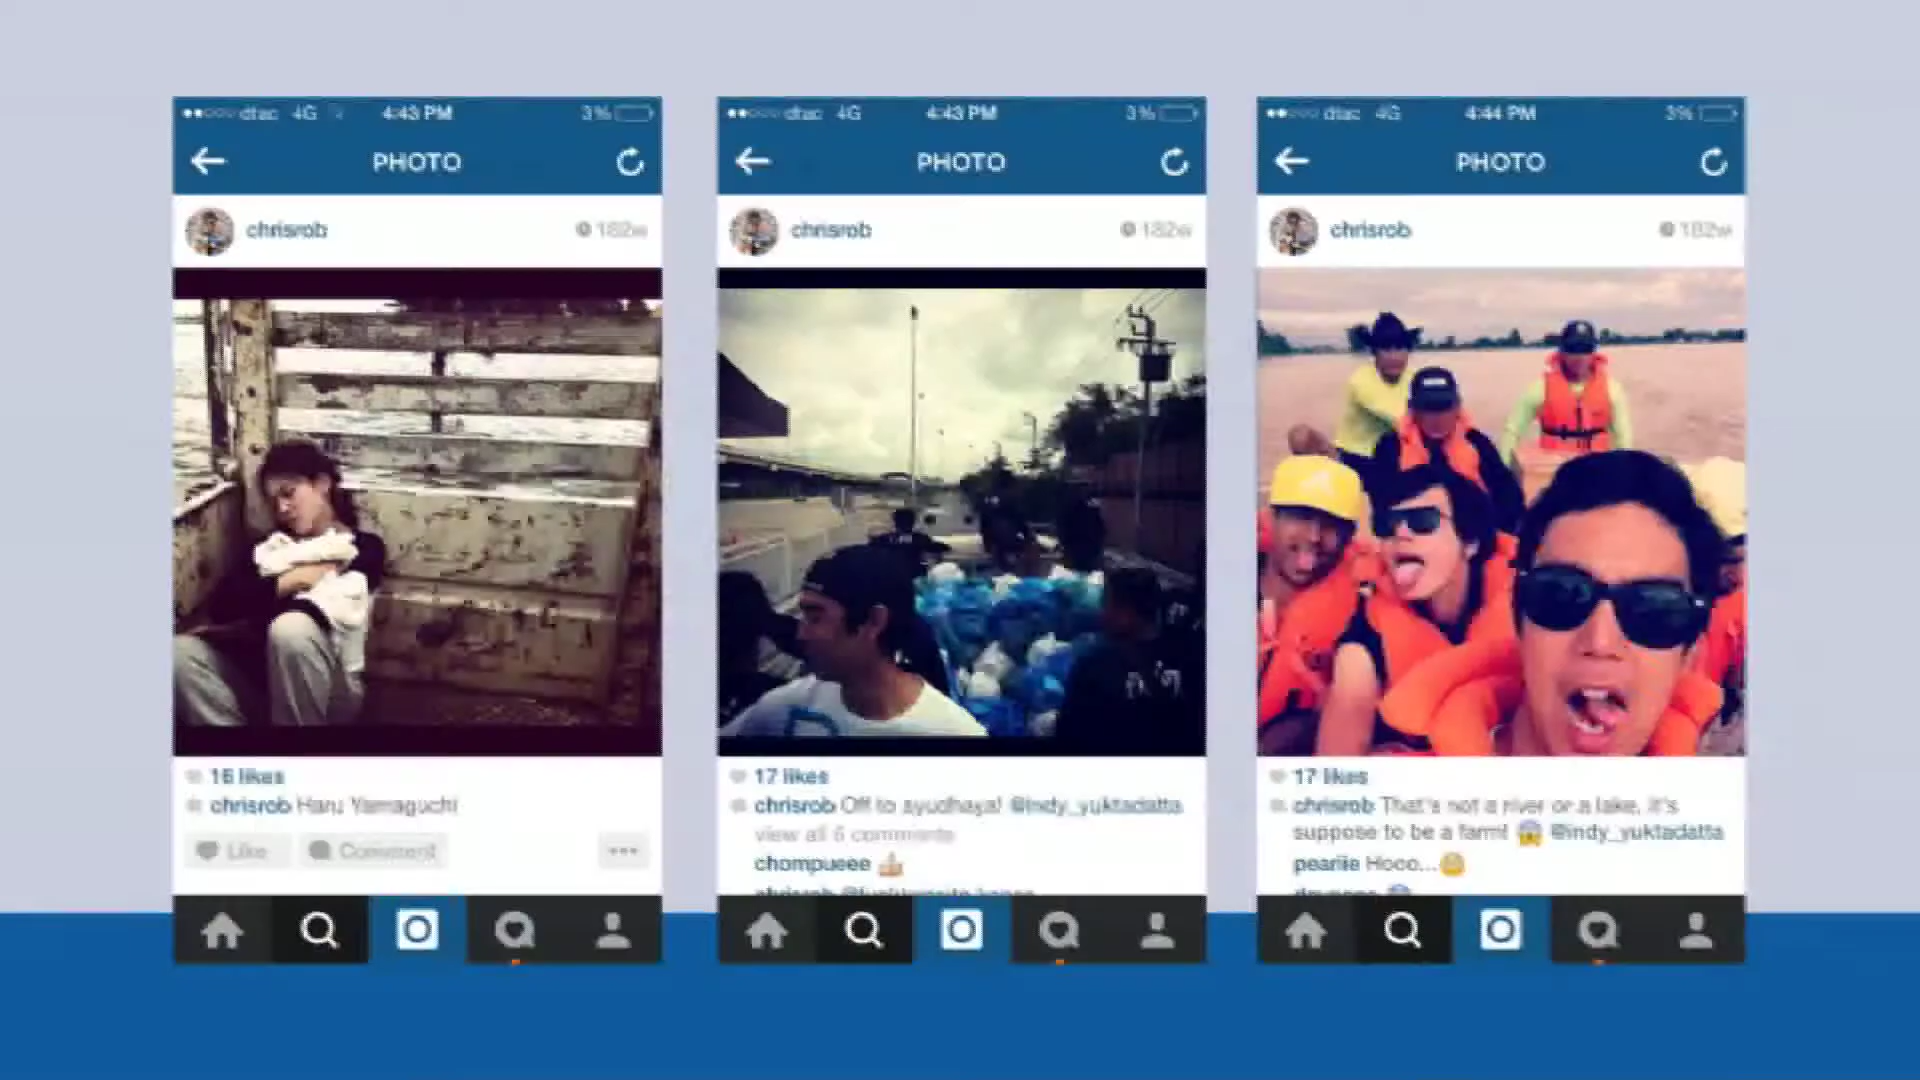 dtac 4G 4:43 PM 3%
PHOTO
chrisrob 182w
16 likes
chrisrob Haru Yamaguchi
Like Comment
dtac 4G 4:43 PM 3%
PHOTO
chrisrob 182w
17 likes
chrisrob Off to ayudhaya! @indy_yuktadatta
view all 6 comments
chompueee
dtac 4G 4:44 PM 3%
PHOTO
chrisrob 182w
17 likes
chrisrob That's not a river or a lake, it's
suppose to be a farm! @indy_yuktadatta
peariie Hooo...